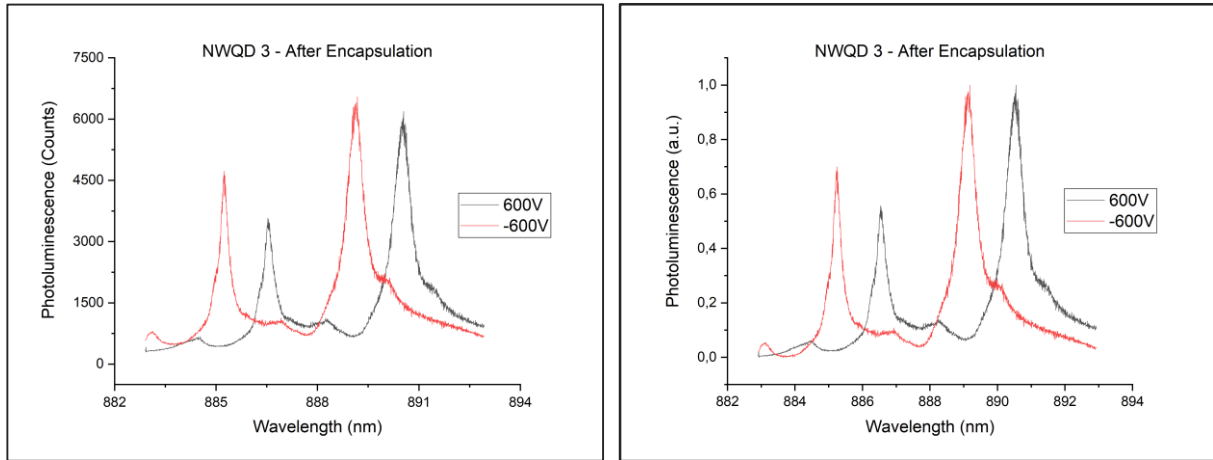 NWQD 3 - After Encapsulation
7500
6000
4500
3000
1500
0
Photoluminescence (Counts)
600V
-600V
882
885
888
891
894
Wavelength (nm)
NWQD 3 - After Encapsulation
1,0
0,8
0,6
0,4
0,2
0,0
Photoluminescence (a.u.)
600V
-600V
882
884
886
888
890
892
894
Wavelength (nm)